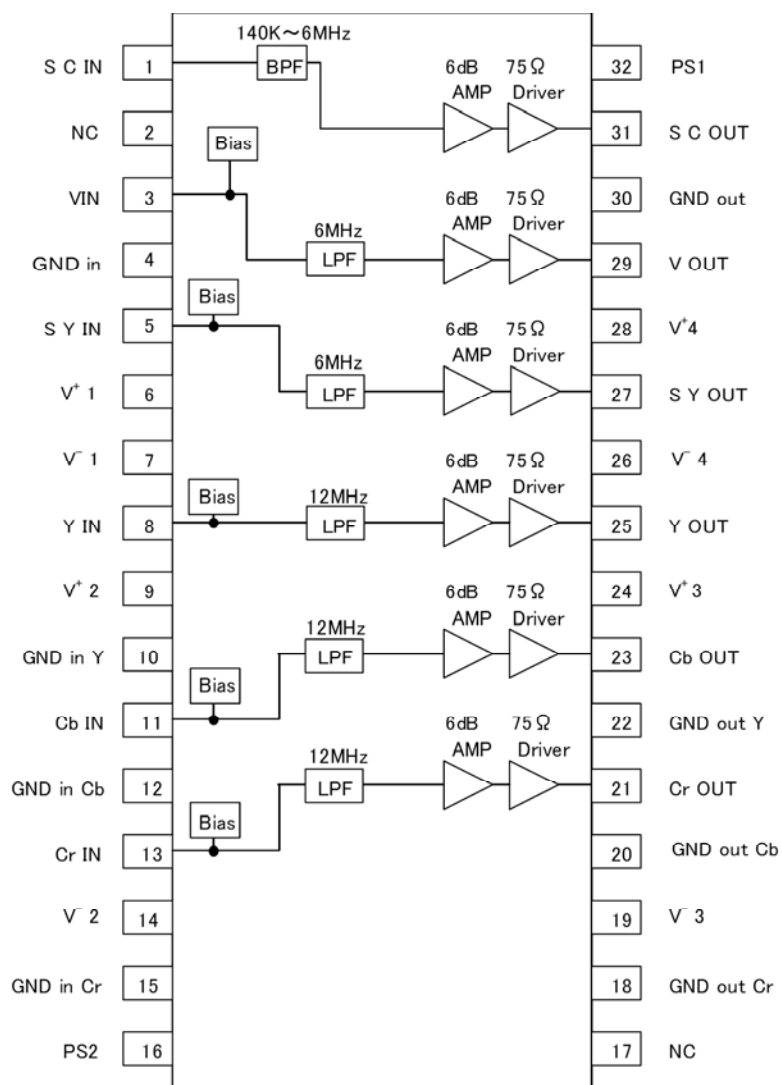 140K～6MHz
S C IN 1 BPF 6dB 75Ω 32 PS1
AMP Driver
NC 2 31 S C OUT
Bias
VIN 3 6dB 75Ω 30 GND out
6MHz AMP Driver
GND in 4 LPF 29 V OUT
Bias
S Y IN 5 6dB 75Ω 28 V⁺4
6MHz AMP Driver
V⁺ 1 6 LPF 27 S Y OUT
V⁻ 1 7 6dB 75Ω 26 V⁻ 4
Bias 12MHz AMP Driver
Y IN 8 LPF 25 Y OUT
V⁺ 2 9 6dB 75Ω 24 V⁺3
12MHz AMP Driver
GND in Y 10 LPF 23 Cb OUT
Bias
Cb IN 11 6dB 75Ω 22 GND out Y
12MHz AMP Driver
GND in Cb 12 LPF 21 Cr OUT
Bias
Cr IN 13 20 GND out Cb
V⁻ 2 14 19 V⁻ 3
GND in Cr 15 18 GND out Cr
PS2 16 17 NC